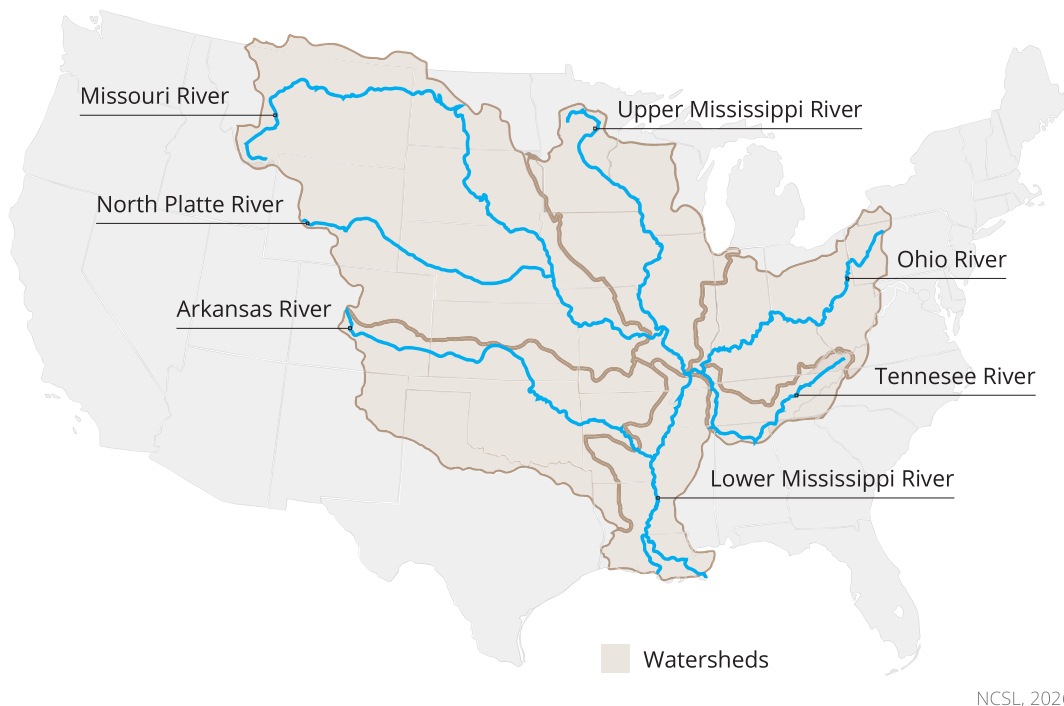 Missouri River
Upper Mississippi River
North Platte River
Ohio River
Arkansas River
Tennesee River
Lower Mississippi River
Watersheds
NCSL, 202